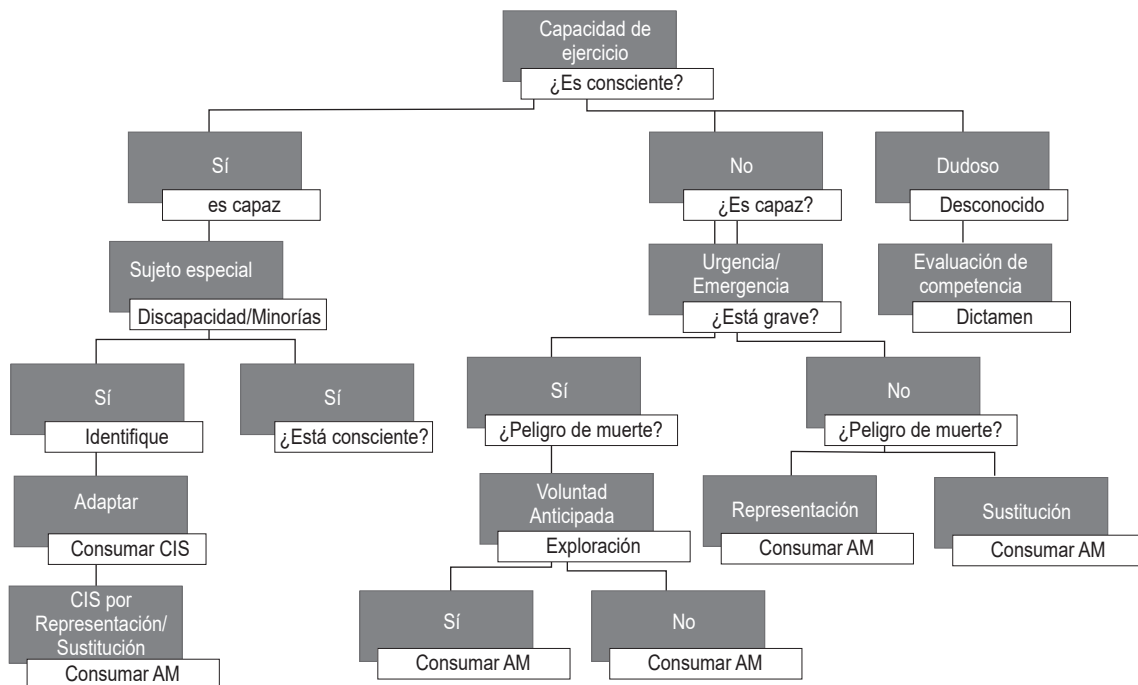 Capacidad de
ejercicio
¿Es consciente?
Sí
es capaz
No
¿Es capaz?
Dudoso
Desconocido
Sujeto especial
Discapacidad/Minorías
Urgencia/
Emergencia
¿Está grave?
Evaluación de
competencia
Dictamen
Sí
Identifique
Sí
¿Está consciente?
Sí
¿Peligro de muerte?
No
¿Peligro de muerte?
Adaptar
Consumar CIS
Voluntad
Anticipada
Exploración
Representación
Consumar AM
Sustitución
Consumar AM
CIS por
Representación/
Sustitución
Consumar AM
Sí
Consumar AM
No
Consumar AM